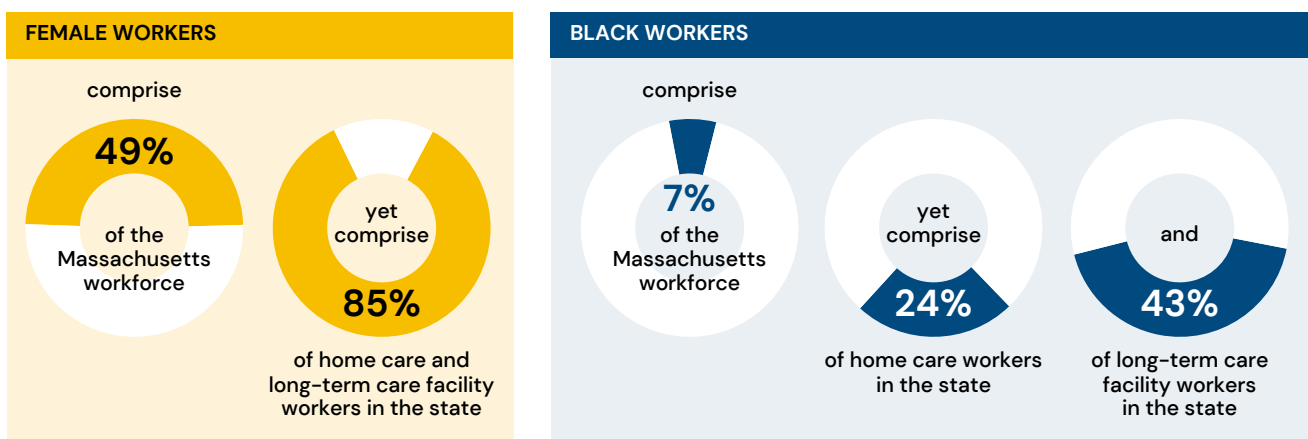 FEMALE WORKERS
comprise
49%
of the
Massachusetts
workforce
yet
comprise
85%
of home care and
long-term care facility
workers in the state
BLACK WORKERS
comprise
7%
of the
Massachusetts
workforce
yet
comprise
24%
of home care workers
in the state
and
43%
of long-term care
facility workers
in the state